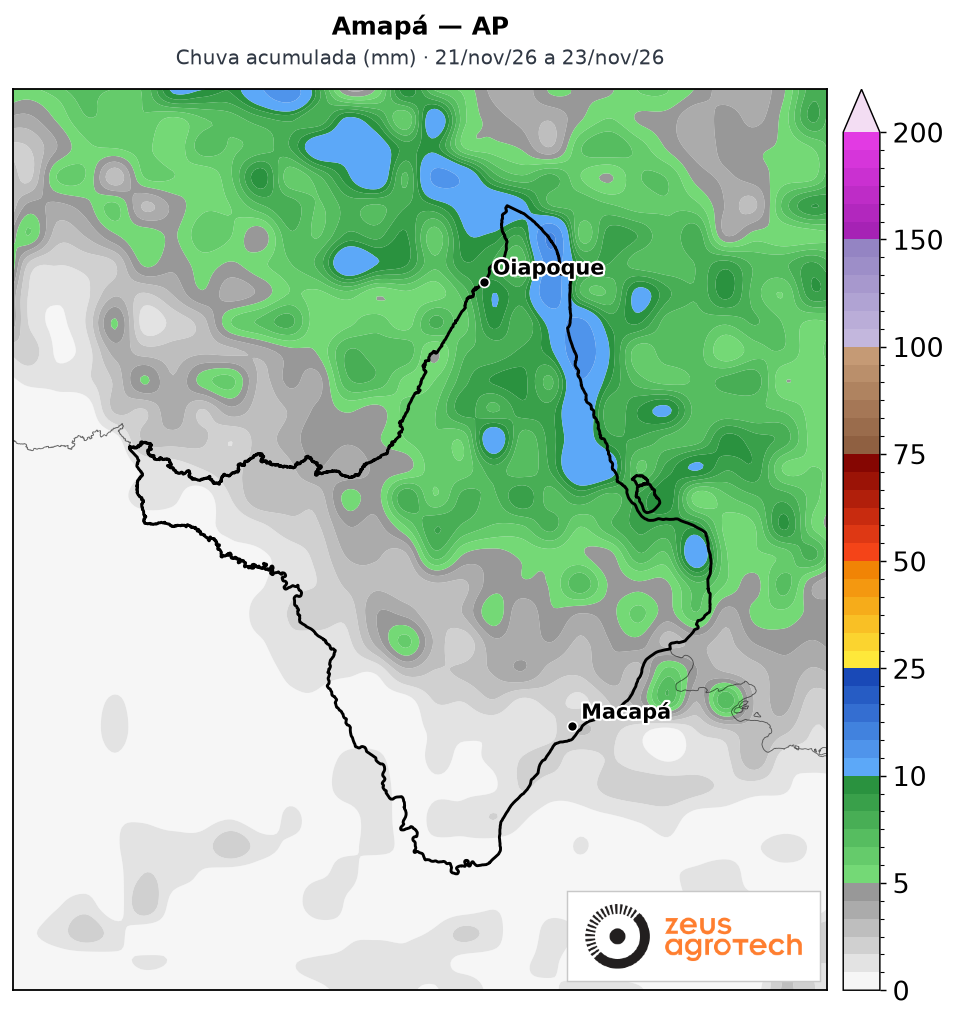 Amapá — AP
Chuva acumulada (mm) · 21/nov/26 a 23/nov/26
200
150
100
75
50
25
10
5
0
Oiapoque
Macapá
zeus
agrotech